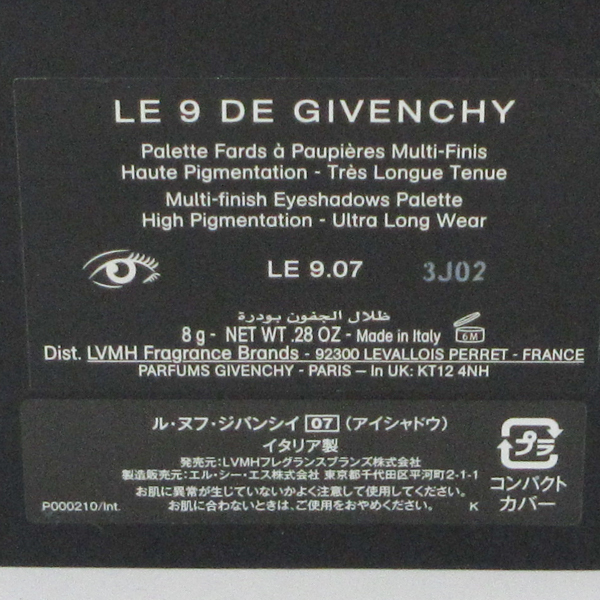 LE 9 DE GIVENCHY
Palette Fards à Paupières Multi-Finis
Haute Pigmentation - Très Longue Tenue
Multi-finish Eyeshadows Palette
High Pigmentation - Ultra Long Wear
LE 9.07 3J02
ظلال الجفون بودرة
8 g - NET WT .28 OZ - Made in Italy 6M
Dist. LVMH Fragrance Brands - 92300 LEVALLOIS PERRET - FRANCE
PARFUMS GIVENCHY - PARIS — In UK: KT12 4NH
ル・ヌフ・ジバンシイ 07 (アイシャドウ)
イタリア製
発売元:LVMHフレグランスブランズ株式会社
製造販売元:エル・シー・エス株式会社 東京都千代田区平河町2-1-1
お肌に異常が生じていないかよく注意して使用してください。
P000210/Int. お肌に合わないときは、ご使用をおやめください。 K
プラ
コンパクト
カバー